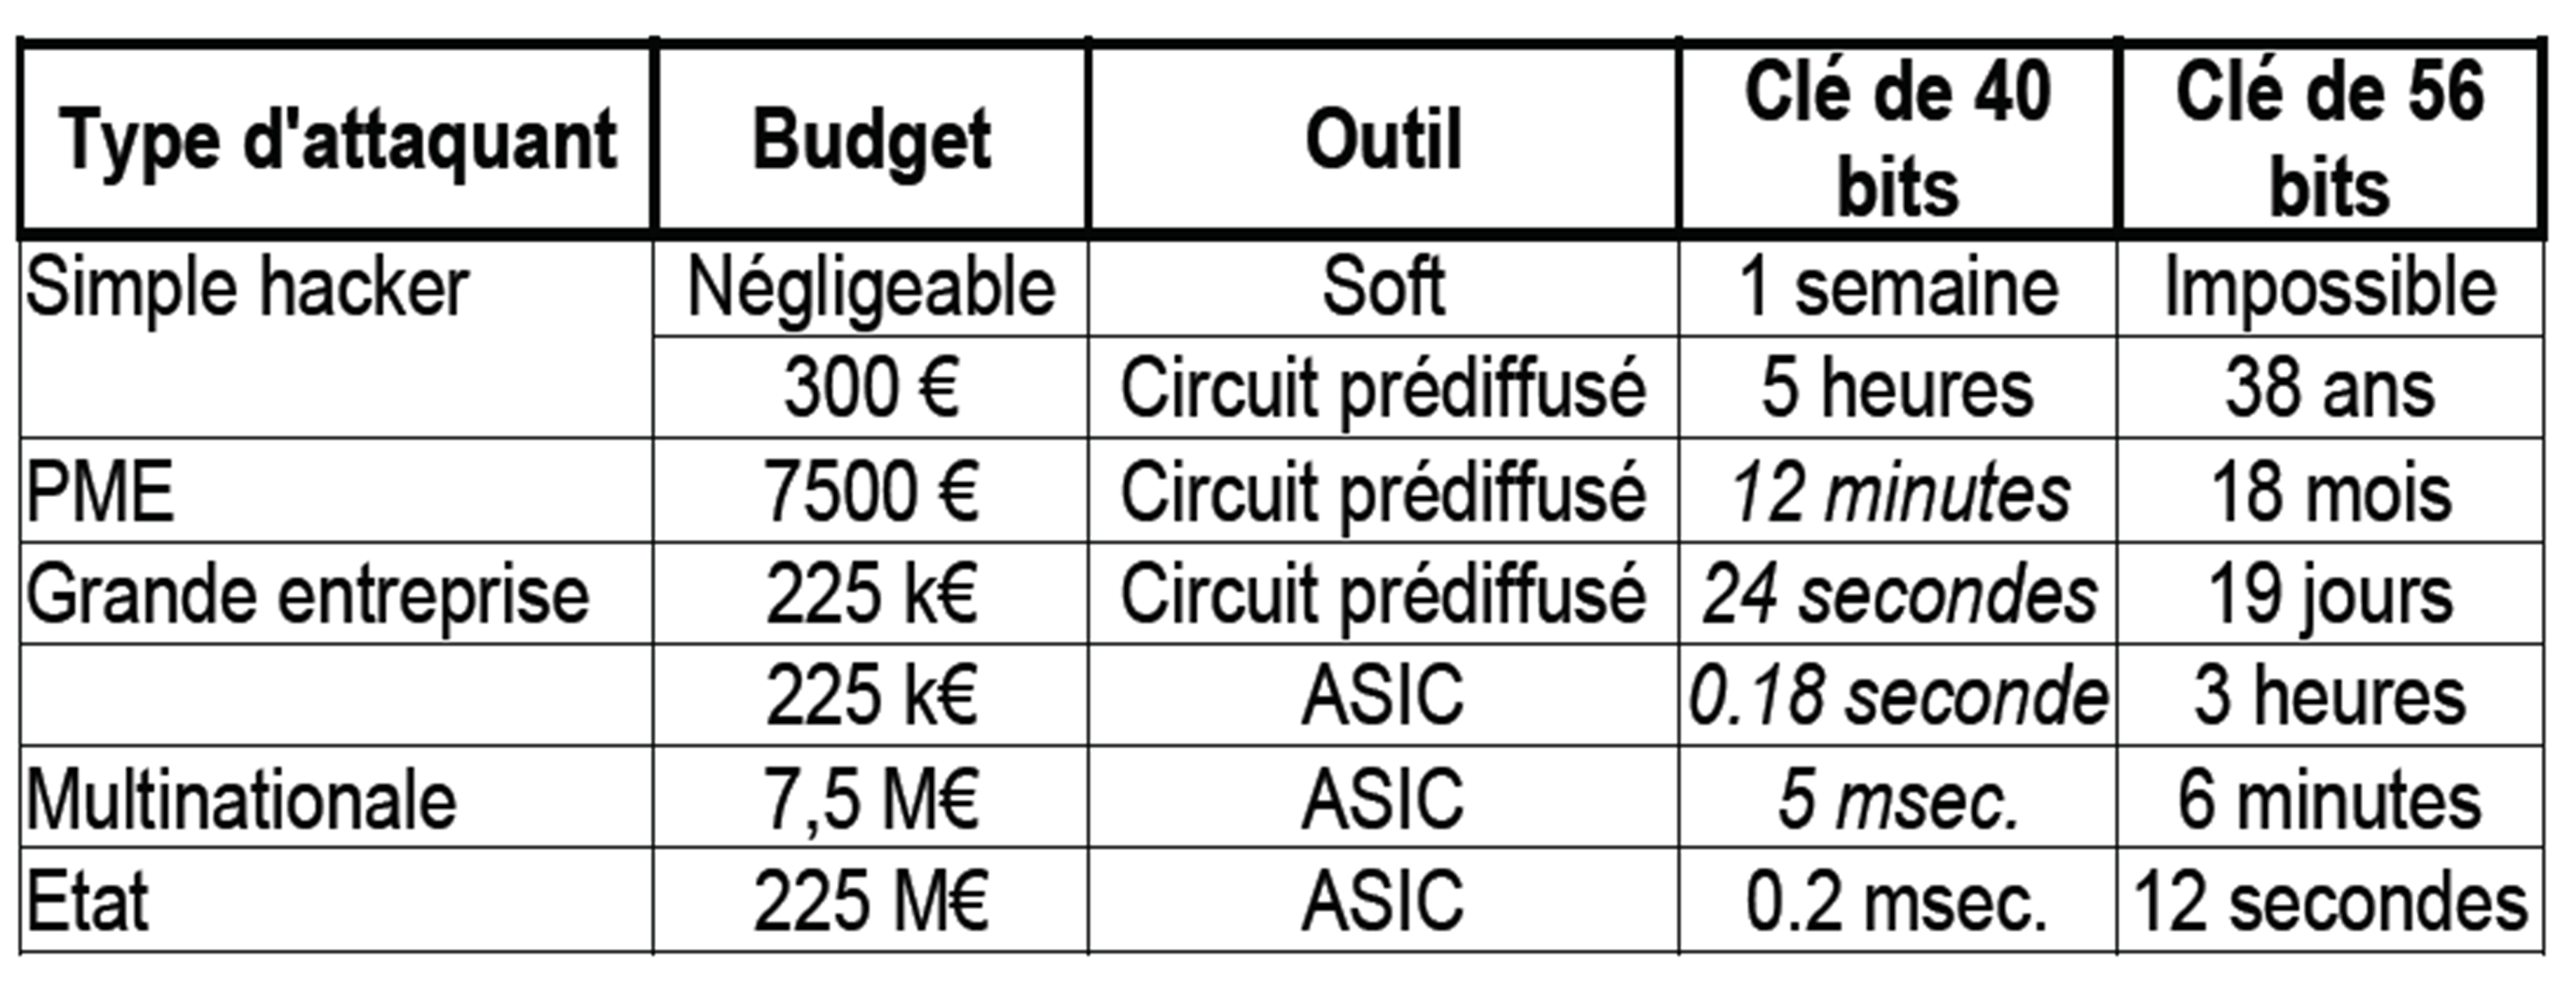 Type d'attaquant Budget Outil Clé de 40 bits Clé de 56 bits
Simple hacker Négligeable Soft 1 semaine Impossible
300 € Circuit prédiffusé 5 heures 38 ans
PME 7500 € Circuit prédiffusé 12 minutes 18 mois
Grande entreprise 225 k€ Circuit prédiffusé 24 secondes 19 jours
225 k€ ASIC 0.18 seconde 3 heures
Multinationale 7,5 M€ ASIC 5 msec. 6 minutes
Etat 225 M€ ASIC 0.2 msec. 12 secondes